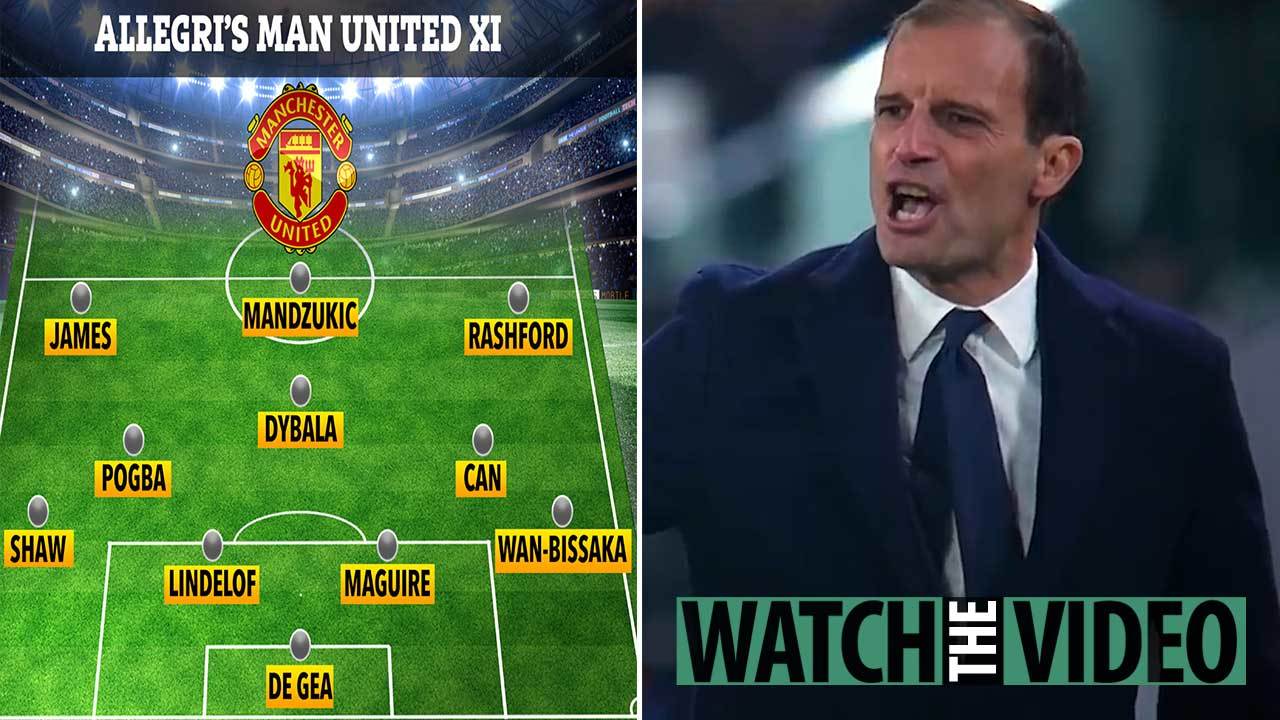 ALLEGRI'S MAN UNITED XI
MANCHESTER
UNITED
JAMES
MANDZUKIC
RASHFORD
DYBALA
POGBA
CAN
SHAW
WAN-BISSAKA
LINDELOF
MAGUIRE
DE GEA
WATCH THE VIDEO